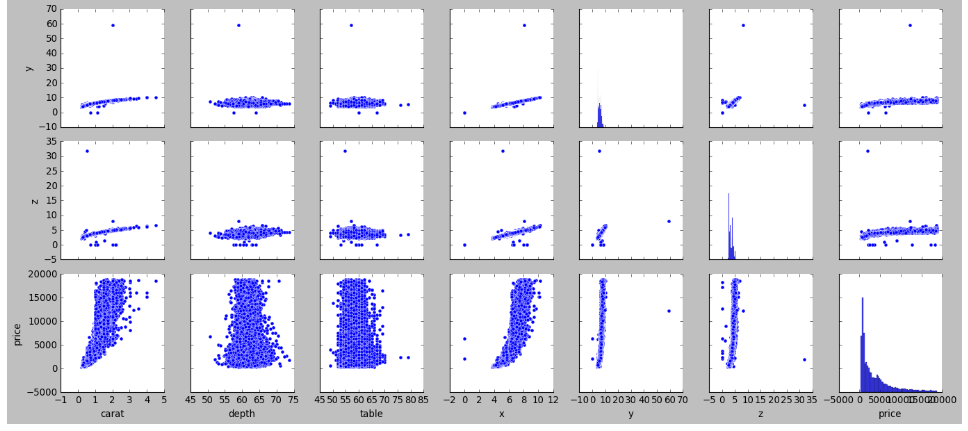 70
60
50
40
30
20
10
0
−10
y
35
30
25
20
15
10
5
0
−5
z
20000
15000
10000
5000
0
−5000
price
−1 0 1 2 3 4 5
45 50 55 60 65 70 75
45 50 55 60 65 70 75 80 85
−2 0 2 4 6 8 10 12
−10 0 10 20 30 40 50 60 70
−5 0 5 10 15 20 25 30 35
−5000 0 5000 10000 15000 20000
carat depth table x y z price